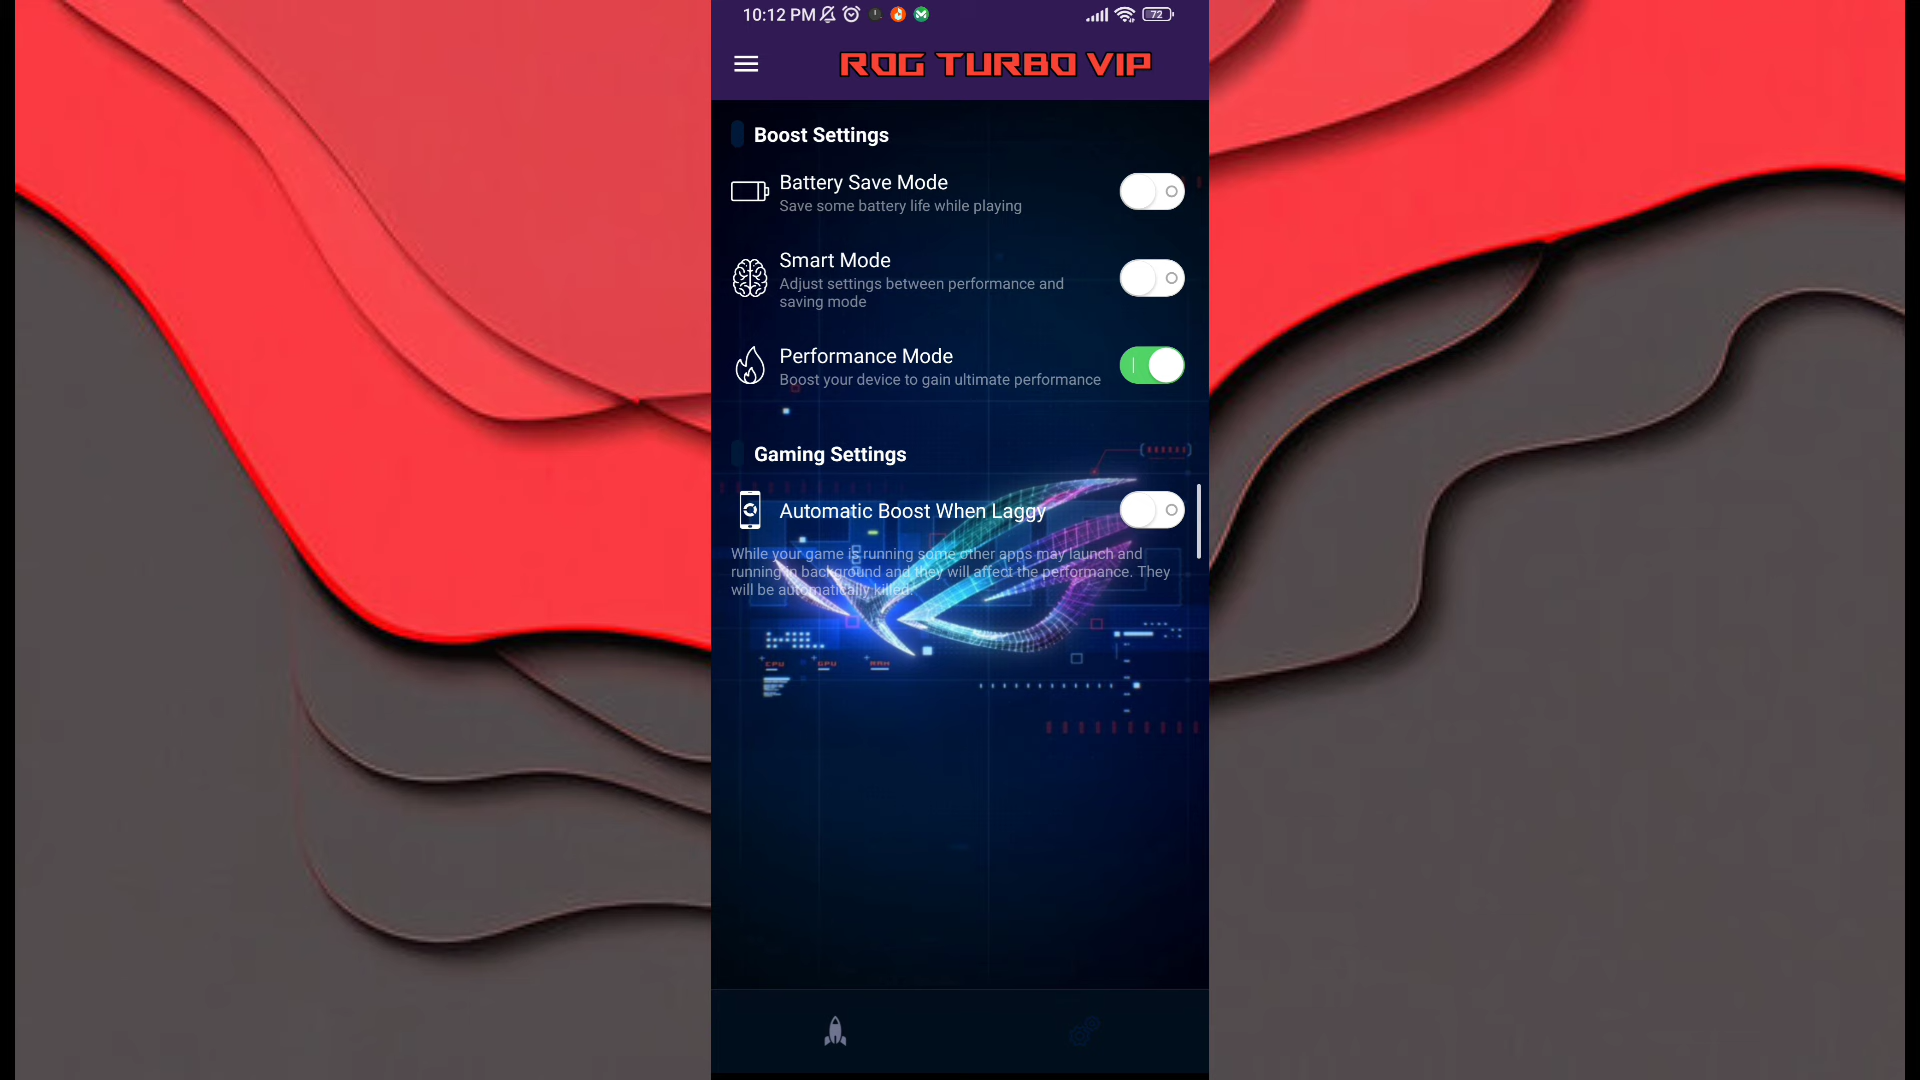 10:12 PM
72
ROG TURBO VIP
Boost Settings
Battery Save Mode
Save some battery life while playing
Smart Mode
Adjust settings between performance and
saving mode
Performance Mode
Boost your device to gain ultimate performance
Gaming Settings
Automatic Boost When Laggy
While your game is running some other apps may launch and
running in background and they will affect the performance. They
will be automatically killed.
CPU GPU RAM